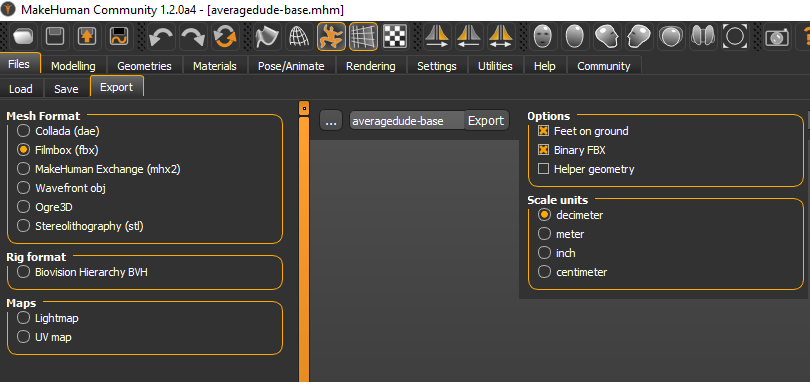 MakeHuman Community 1.2.0a4 - [averagedude-base.mhm]
Files Modelling Geometries Materials Pose/Animate Rendering Settings Utilities Help Community
Load Save Export
Mesh Format
Collada (dae)
Filmbox (fbx)
MakeHuman Exchange (mhx2)
Wavefront obj
Ogre3D
Stereolithography (stl)
Rig format
Biovision Hierarchy BVH
Maps
Lightmap
UV map
... averagedude-base Export
Options
Feet on ground
Binary FBX
Helper geometry
Scale units
decimeter
meter
inch
centimeter